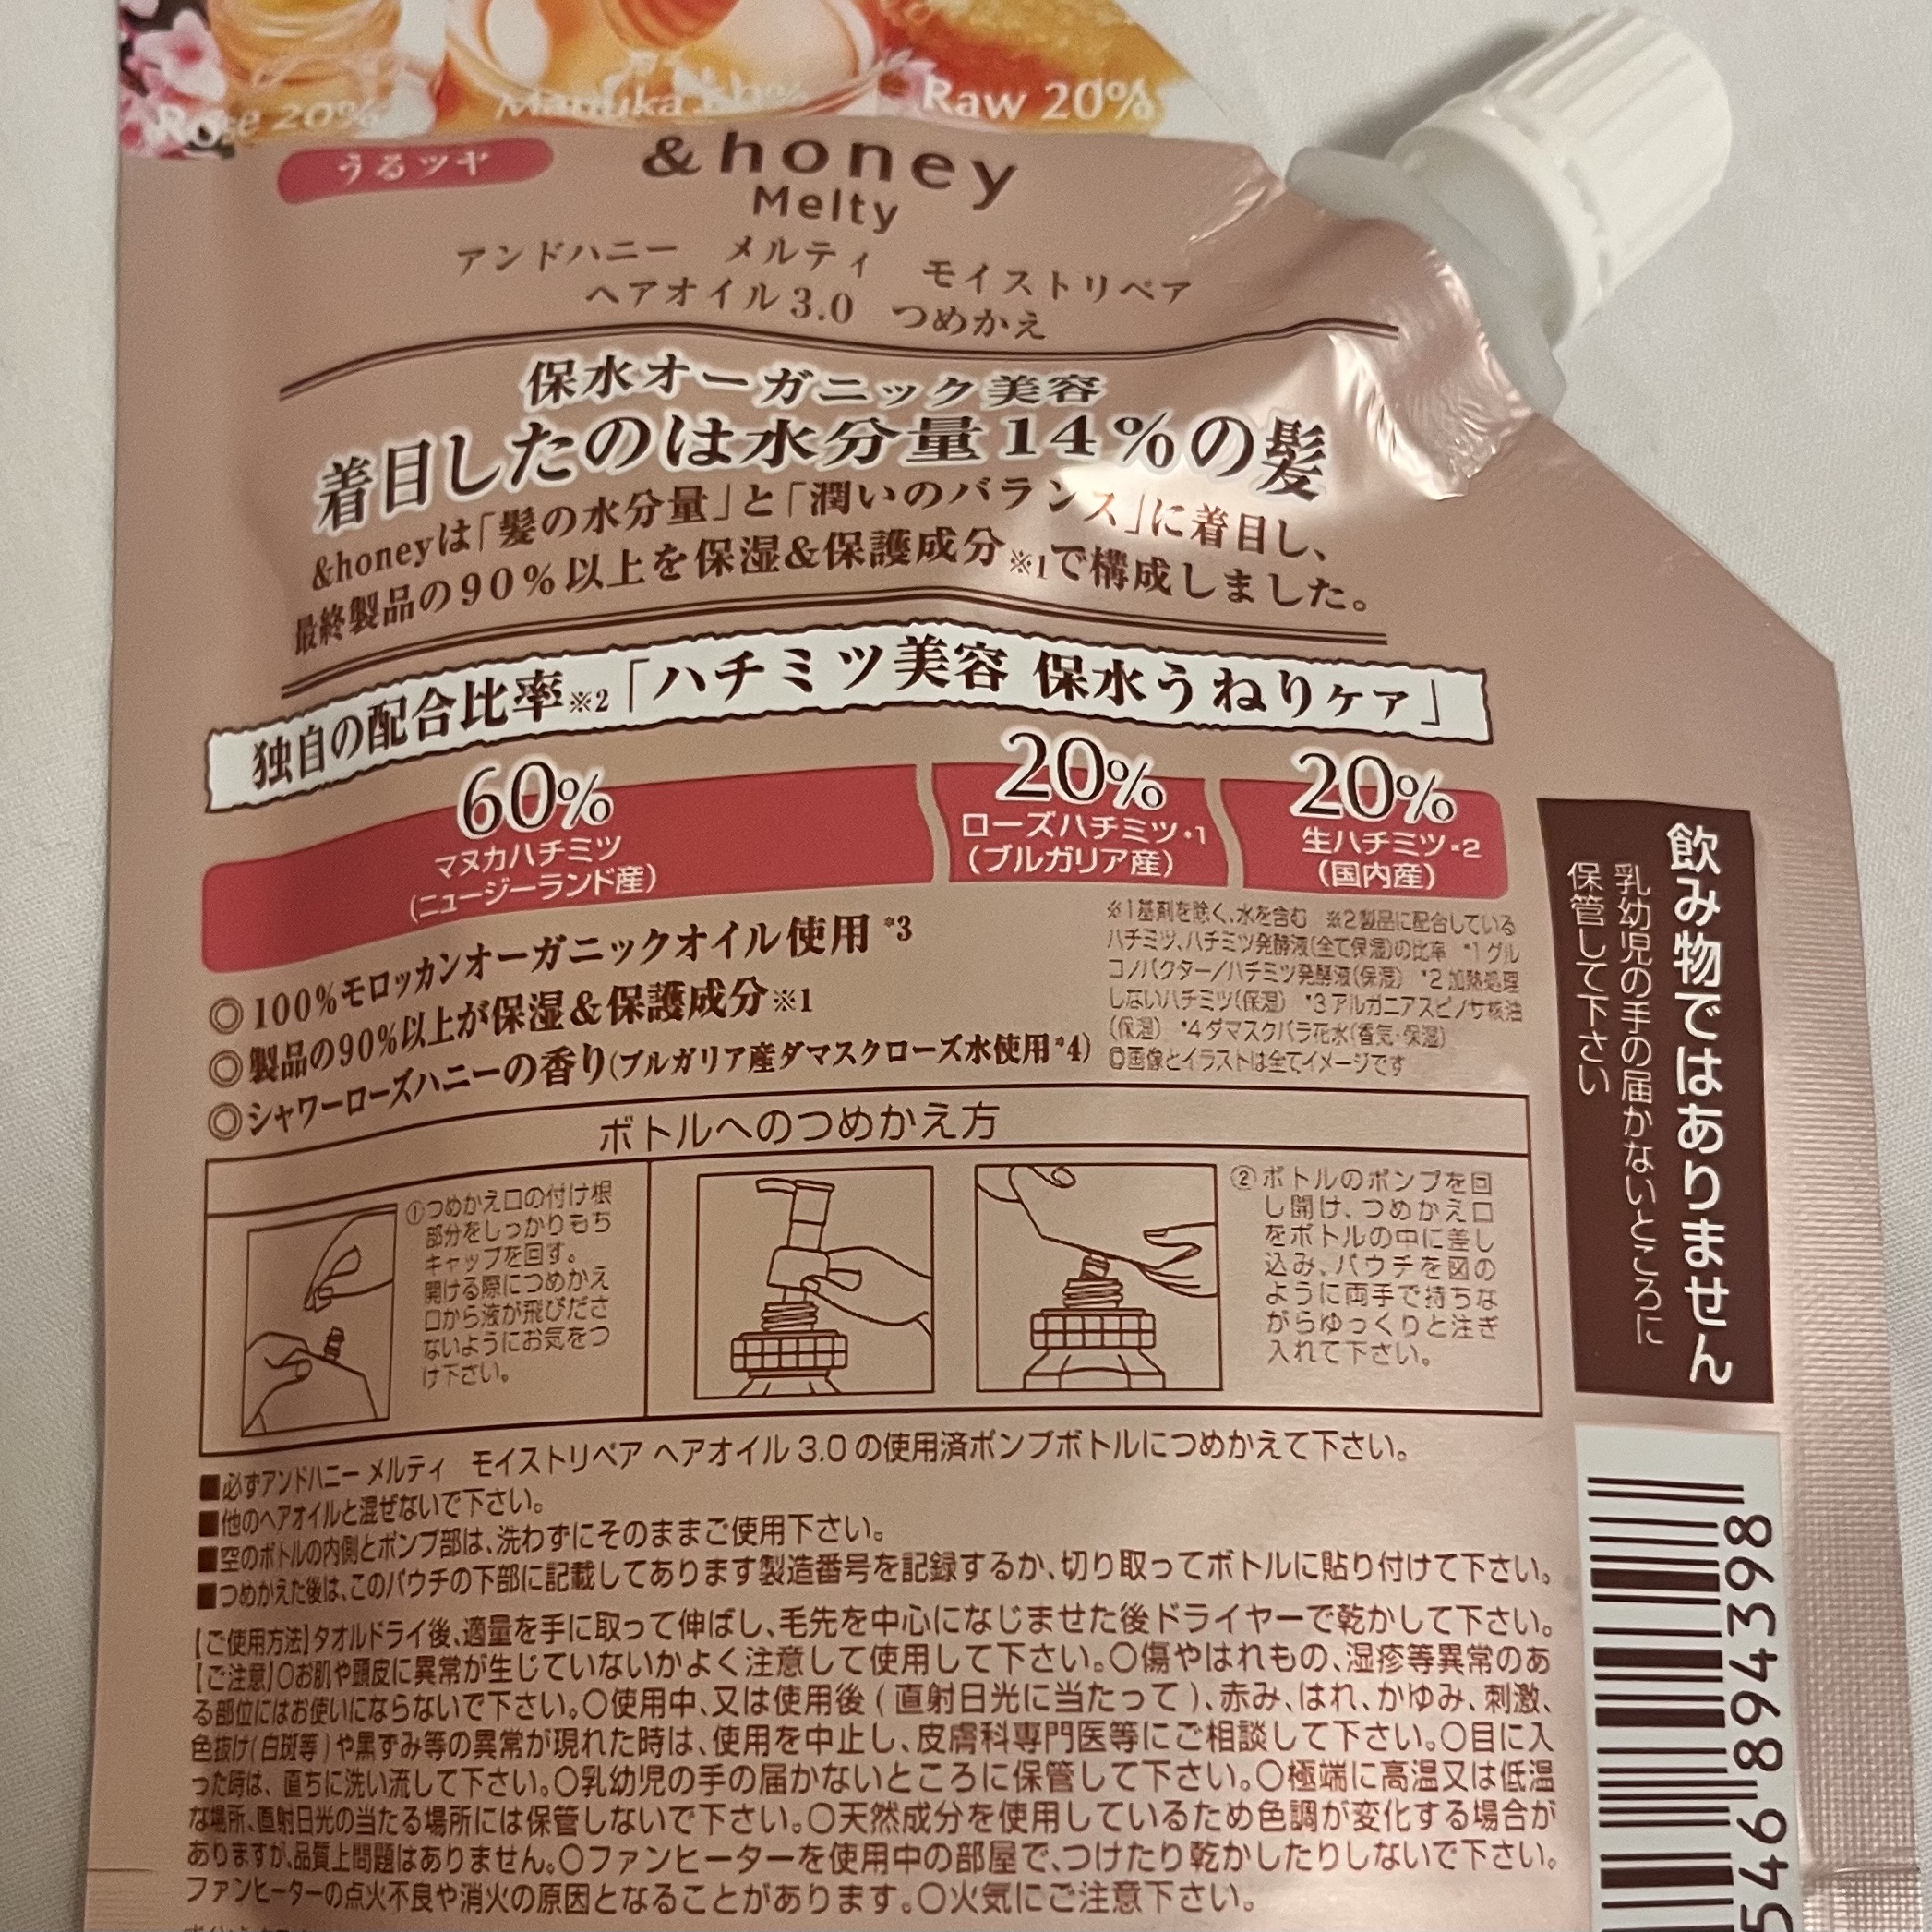 Rose 20%
Manuka 60%
Raw 20%
うるツヤ
&honey
Melty
アンドハニー メルティ モイストリペア
ヘアオイル3.0 つめかえ
保水オーガニック美容
着目したのは水分量14%の髪
&honeyは「髪の水分量」と「潤いのバランス」に着目し、
最終製品の90%以上を保湿&保護成分※1で構成しました。
独自の配合比率※2「ハチミツ美容 保水うねりケア」
60%
マヌカハチミツ
(ニュージーランド産)
20%
ローズハチミツ*1
(ブルガリア産)
20%
生ハチミツ*2
(国内産)
◎100%モロッカンオーガニックオイル使用 *3
◎製品の90%以上が保湿&保護成分※1
◎シャワーローズハニーの香り(ブルガリア産ダマスクローズ水使用*4)
※1基剤を除く、水を含む ※2製品に配合している
ハチミツ、ハチミツ発酵液(全て保湿)の比率 *1グル
コノバクター/ハチミツ発酵液(保湿) *2加熱処理
しないハチミツ(保湿) *3アルガニアスピノサ核油
(保湿) *4ダマスクバラ花水(香気・保湿)
◎画像とイラストは全てイメージです
飲み物ではありません
乳幼児の手の届かないところに
保管して下さい
ボトルへのつめかえ方
①つめかえ口の付け根
部分をしっかりもち
キャップを回す。
開ける際につめかえ
口から液が飛びださ
ないようにお気をつ
け下さい。
②ボトルのポンプを回
し開け、つめかえ口
をボトルの中に差し
込み、パウチを図の
ように両手で持ちな
がらゆっくりと注ぎ
入れて下さい。
■必ずアンドハニー メルティ モイストリペア ヘアオイル 3.0 の使用済ポンプボトルにつめかえて下さい。
■他のヘアオイルと混ぜないで下さい。
■空のボトルの内側とポンプ部は、洗わずにそのままご使用下さい。
■つめかえた後は、このパウチの下部に記載してあります製造番号を記録するか、切り取ってボトルに貼り付けて下さい。
【ご使用方法】タオルドライ後、適量を手に取って伸ばし、毛先を中心になじませた後ドライヤーで乾かして下さい。
【ご注意】〇お肌や頭皮に異常が生じていないかよく注意して使用して下さい。〇傷やはれもの、湿疹等異常のあ
る部位にはお使いにならないで下さい。〇使用中、又は使用後(直射日光に当たって)、赤み、はれ、かゆみ、刺激、
色抜け(白斑等)や黒ずみ等の異常が現れた時は、使用を中止し、皮膚科専門医等にご相談して下さい。〇目に入
った時は、直ちに洗い流して下さい。〇乳幼児の手の届かないところに保管して下さい。〇極端に高温又は低温
な場所、直射日光の当たる場所には保管しないで下さい。〇天然成分を使用しているため色調が変化する場合が
ありますが、品質上問題はありません。〇ファンヒーターを使用中の部屋で、つけたり乾かしたりしないで下さい。
ファンヒーターの点火不良や消火の原因となることがあります。〇火気にご注意下さい。
54968943​98